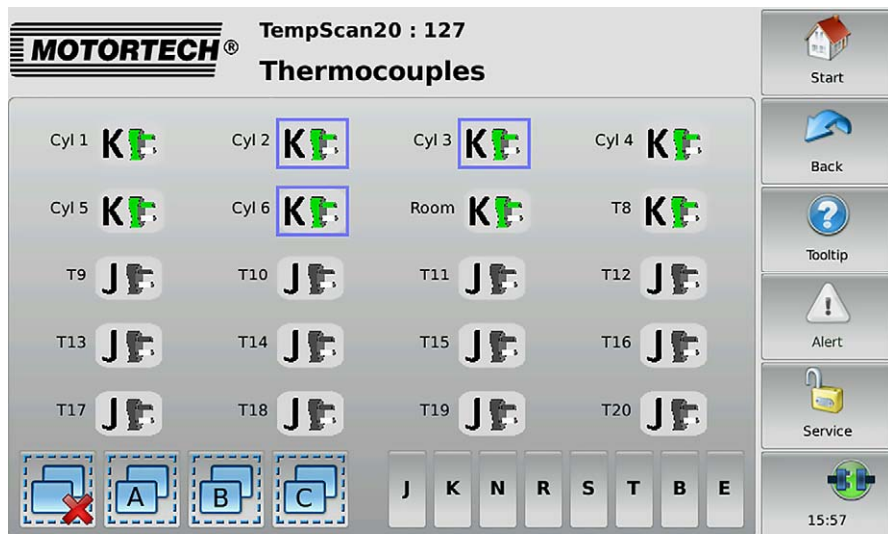 MOTORTECH®
TempScan20 : 127
Thermocouples
Cyl 1 K
Cyl 2 K
Cyl 3 K
Cyl 4 K
Cyl 5 K
Cyl 6 K
Room K
T8 K
T9 J
T10 J
T11 J
T12 J
T13 J
T14 J
T15 J
T16 J
T17 J
T18 J
T19 J
T20 J
A
B
C
J K N R S T B E
Start
Back
?
Tooltip
!
Alert
Service
15:57